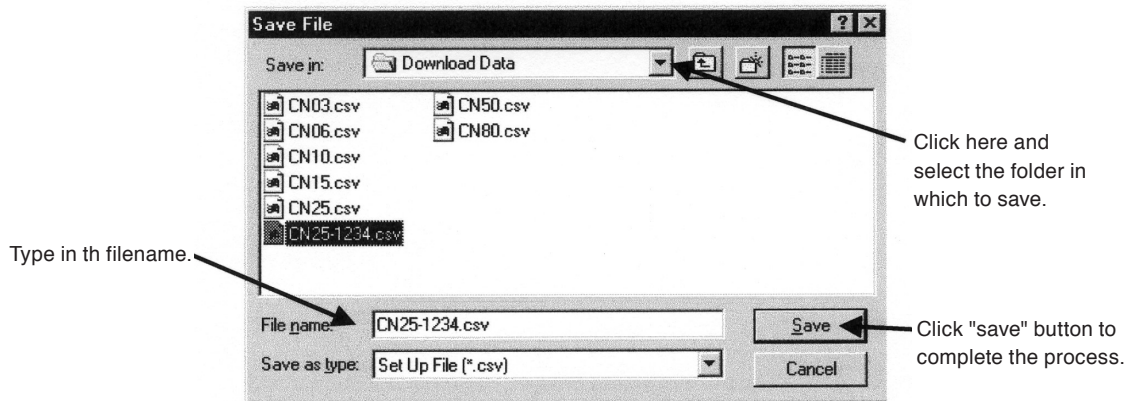 Save File
Save in: Download Data
CN03.csv CN50.csv
CN06.csv CN80.csv
CN10.csv
CN15.csv
CN25.csv
CN25-1234.csv
Click here and
select the folder in
which to save.
Type in th filename.
File name: CN25-1234.csv Save
Save as type: Set Up File (*.csv) Cancel
Click "save" button to
complete the process.